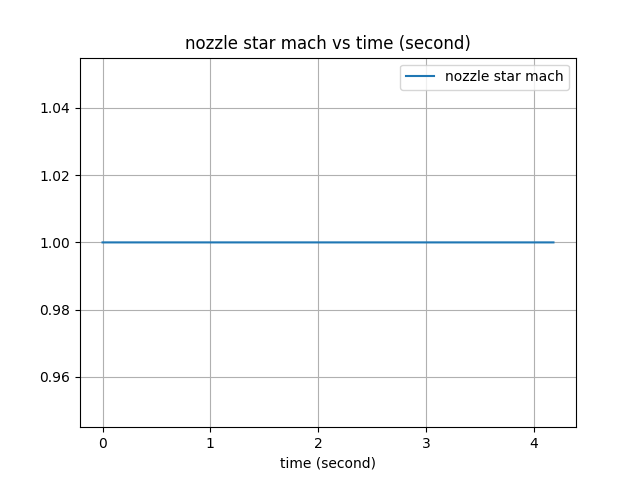 nozzle star mach vs time (second)
nozzle star mach
1.04
1.02
1.00
0.98
0.96
0 1 2 3 4
time (second)